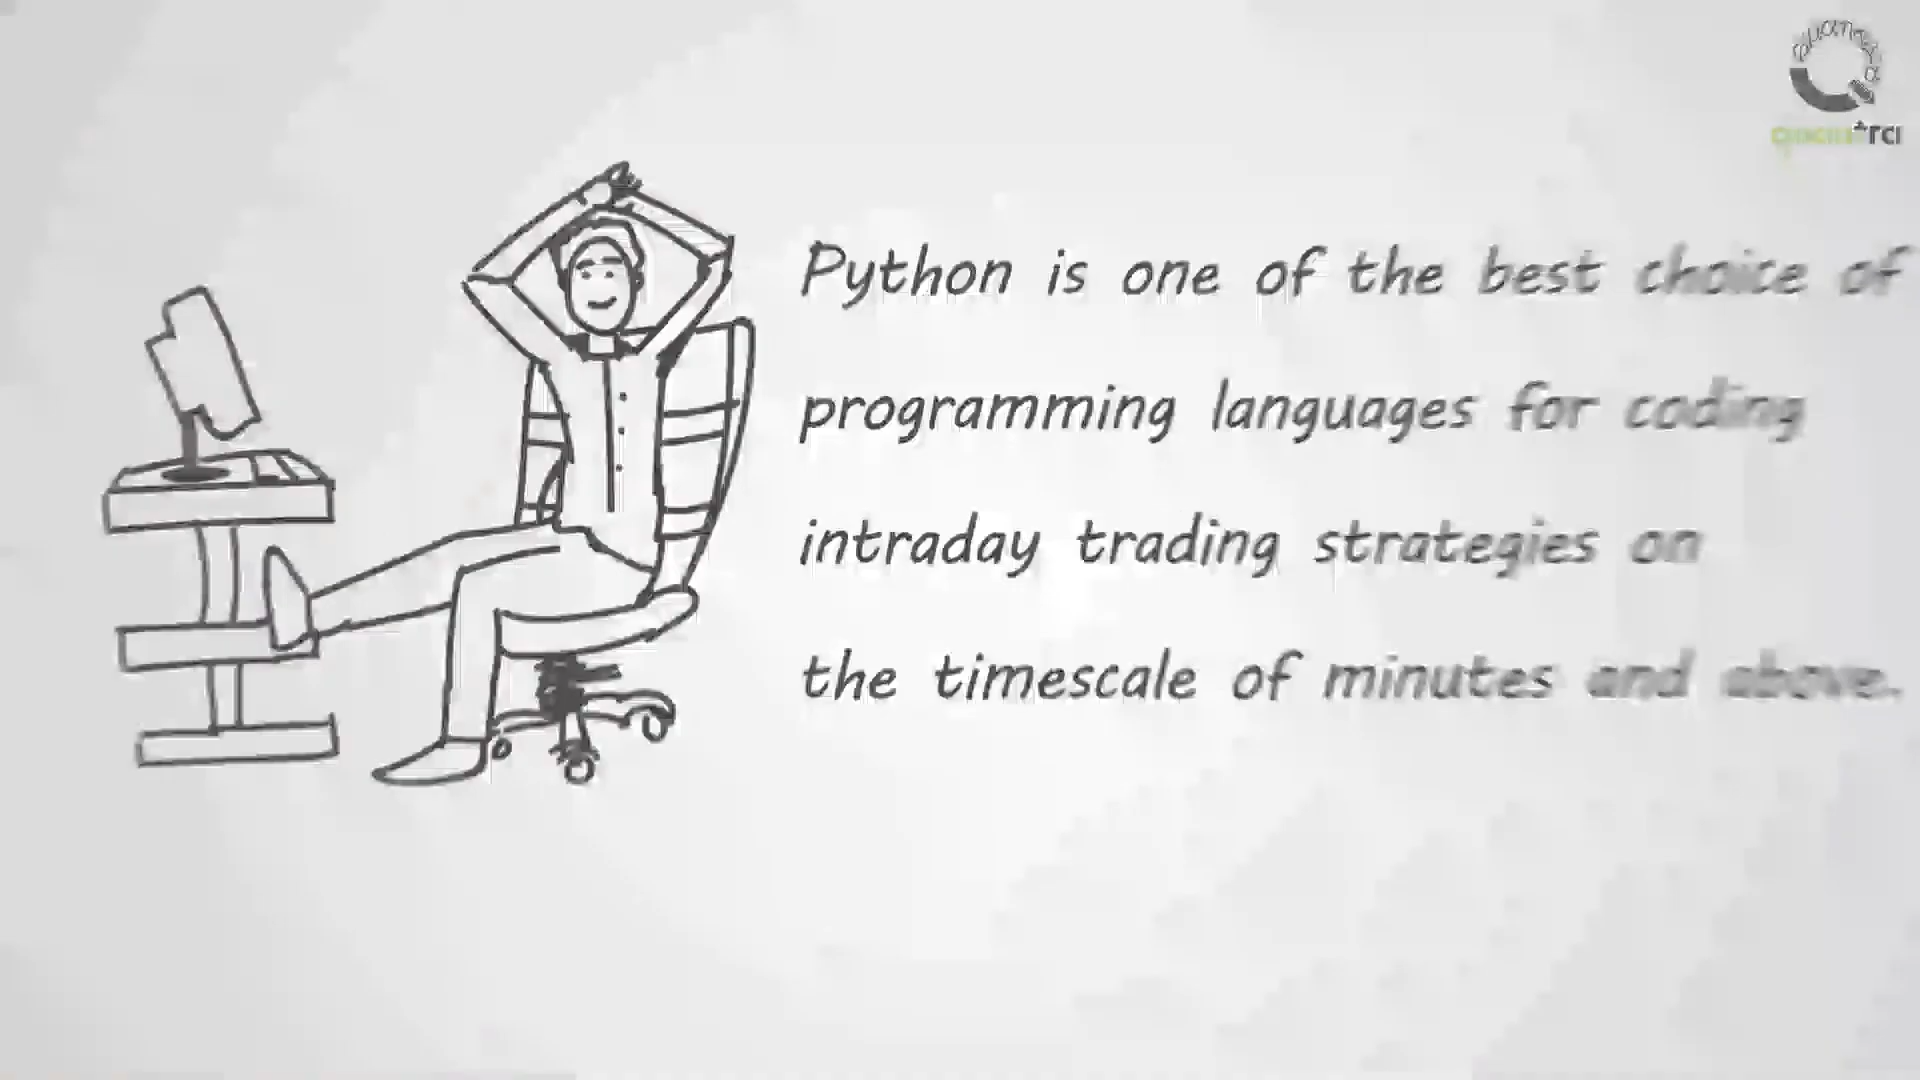 Python is one of the best choice of
programming languages for coding
intraday trading strategies on
the timescale of minutes and above.